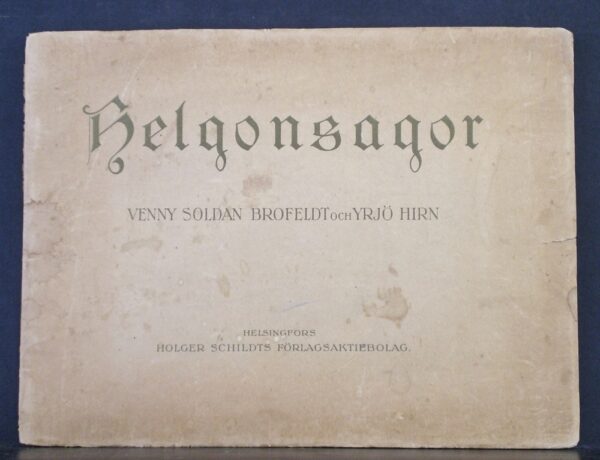 Helgonsagor
VENNY SOLDAN BROFELDT OCH YRJÖ HIRN
HELSINGFORS
HOLGER SCHILDTS FÖRLAGSAKTIEBOLAG.